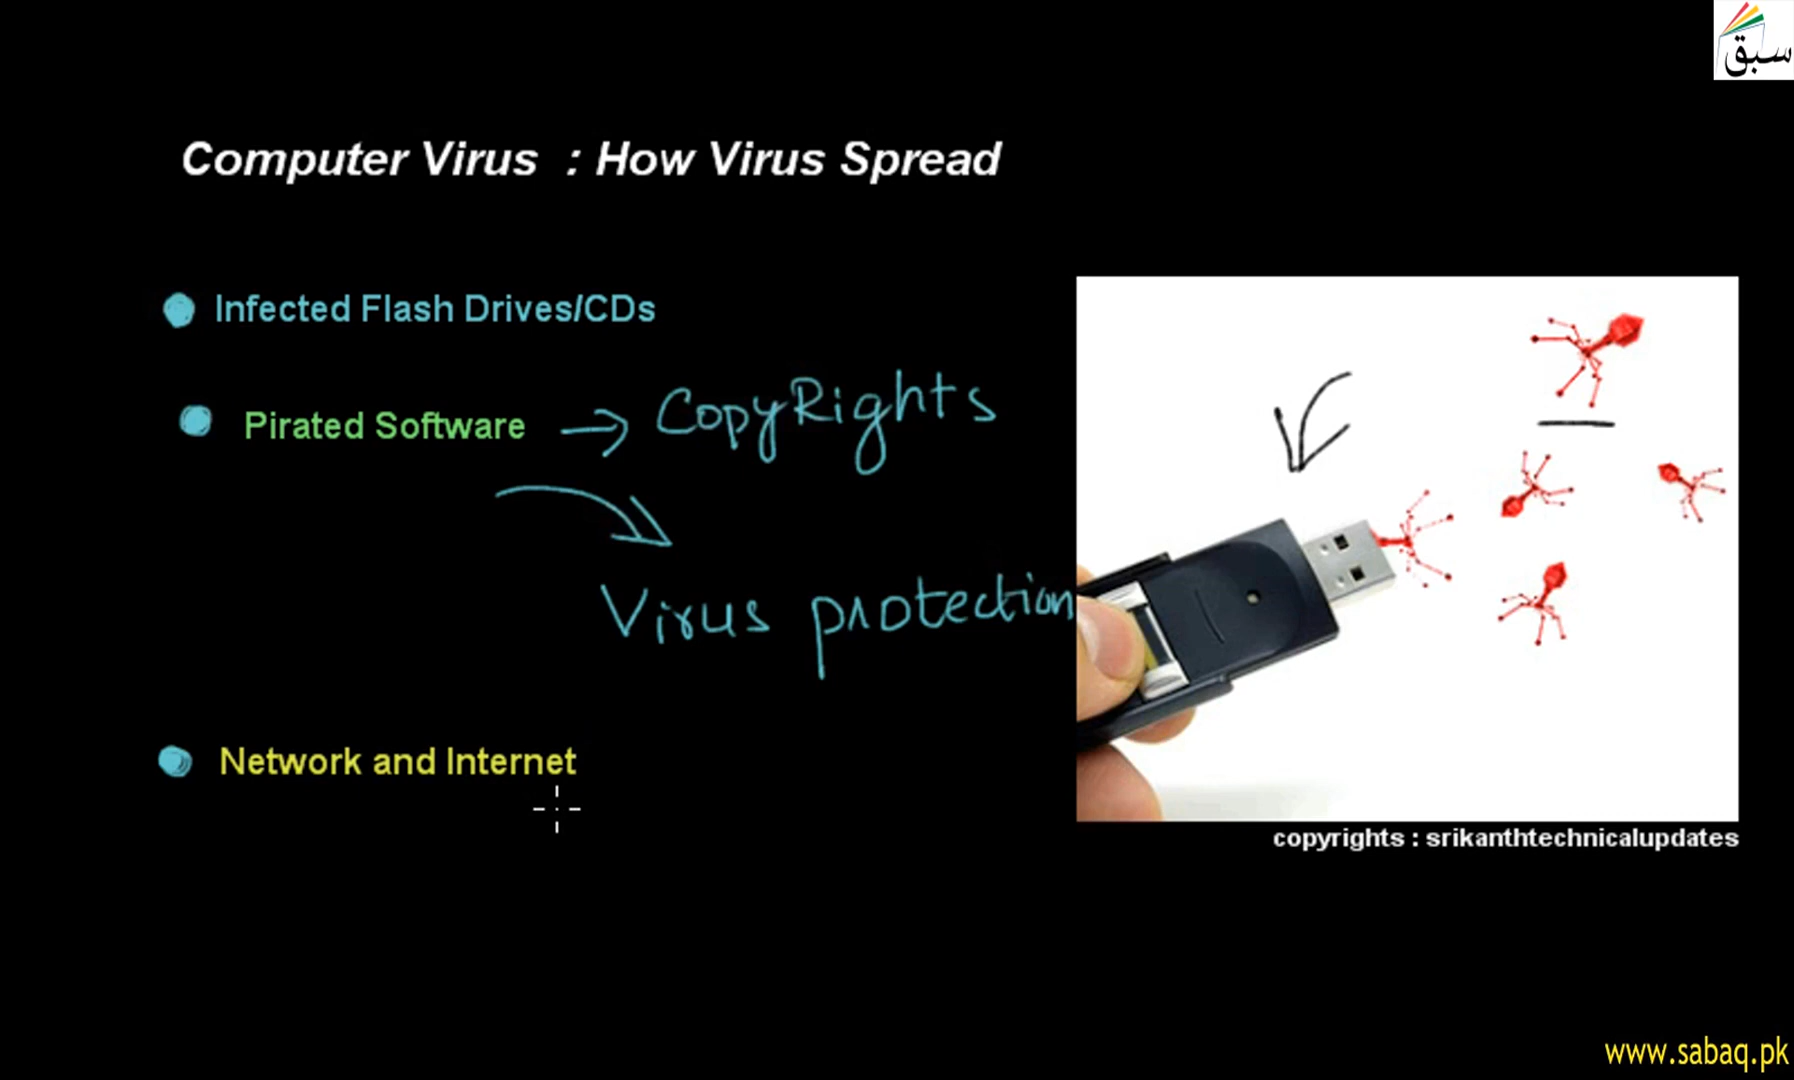 سبق
Computer Virus : How Virus Spread
Infected Flash Drives/CDs
Pirated Software → CopyRights
Virus protection
Network and Internet
copyrights : srikanthtechnicalupdates
www.sabaq.pk